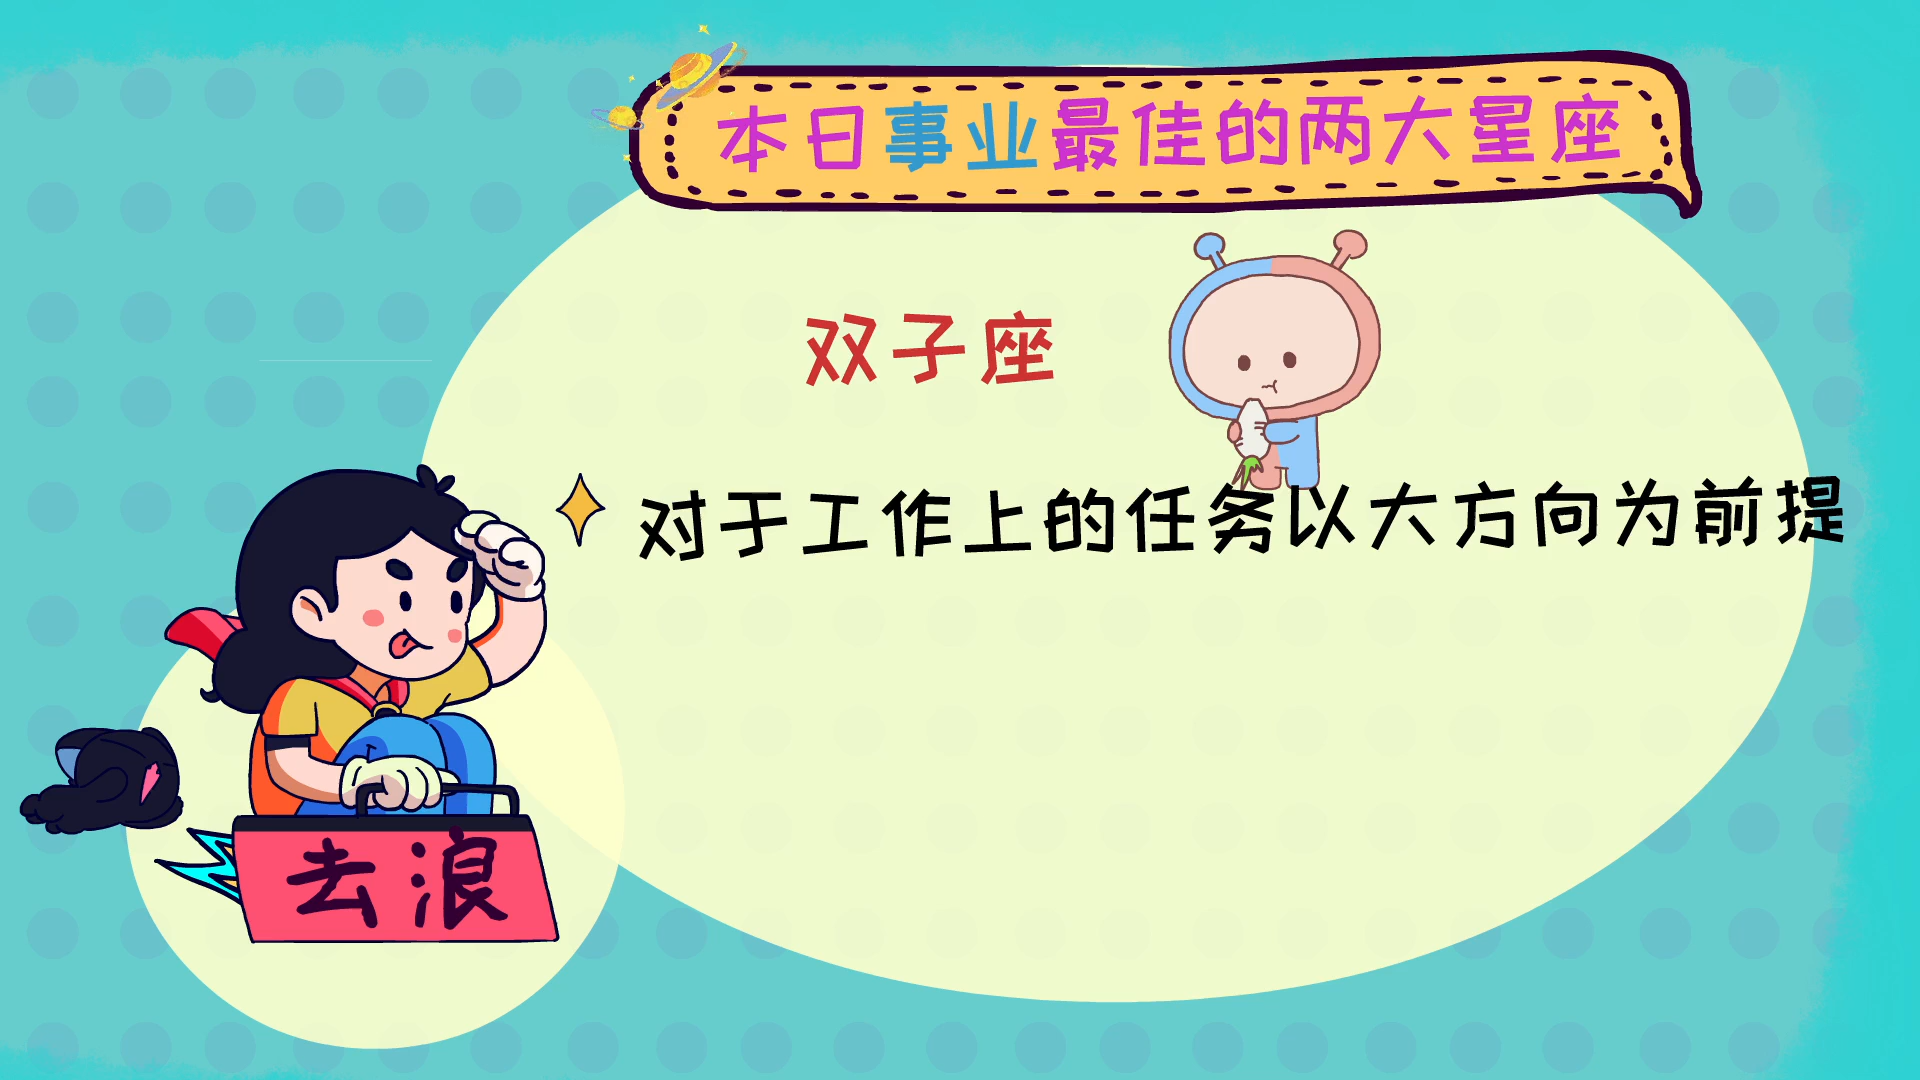 本日事业最佳的两大星座
双子座
对于工作上的任务以大方向为前提
去浪